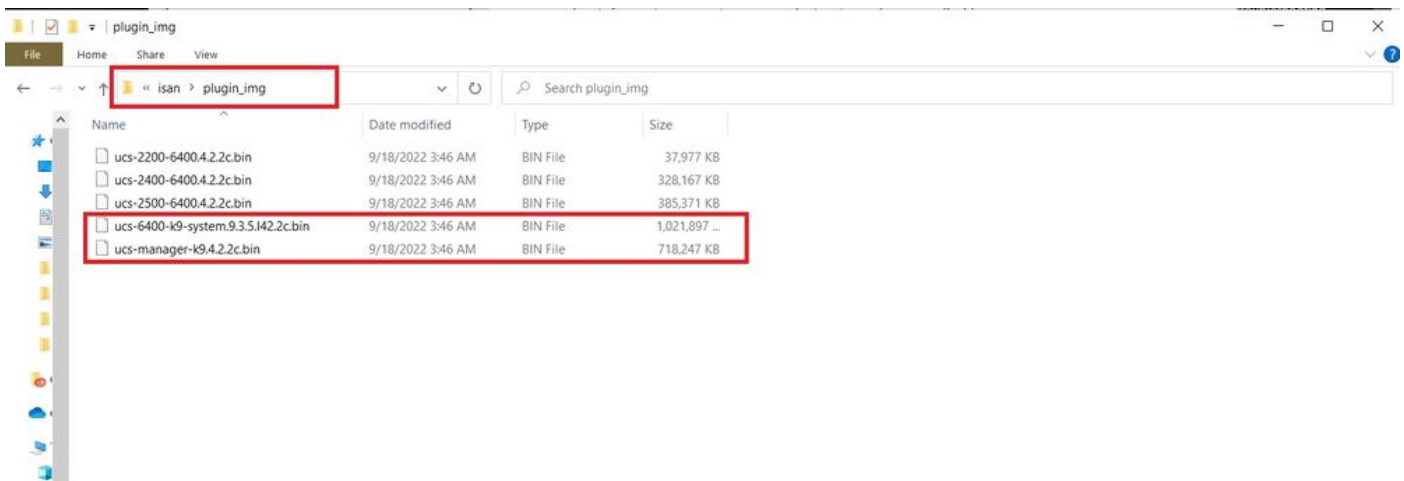 plugin_img
File Home Share View
« isan > plugin_img
Search plugin_img
Name Date modified Type Size
ucs-2200-6400.4.2.2c.bin 9/18/2022 3:46 AM BIN File 37,977 KB
ucs-2400-6400.4.2.2c.bin 9/18/2022 3:46 AM BIN File 328,167 KB
ucs-2500-6400.4.2.2c.bin 9/18/2022 3:46 AM BIN File 385,371 KB
ucs-6400-k9-system.9.3.5.I42.2c.bin 9/18/2022 3:46 AM BIN File 1,021,897 ...
ucs-manager-k9.4.2.2c.bin 9/18/2022 3:46 AM BIN File 718,247 KB